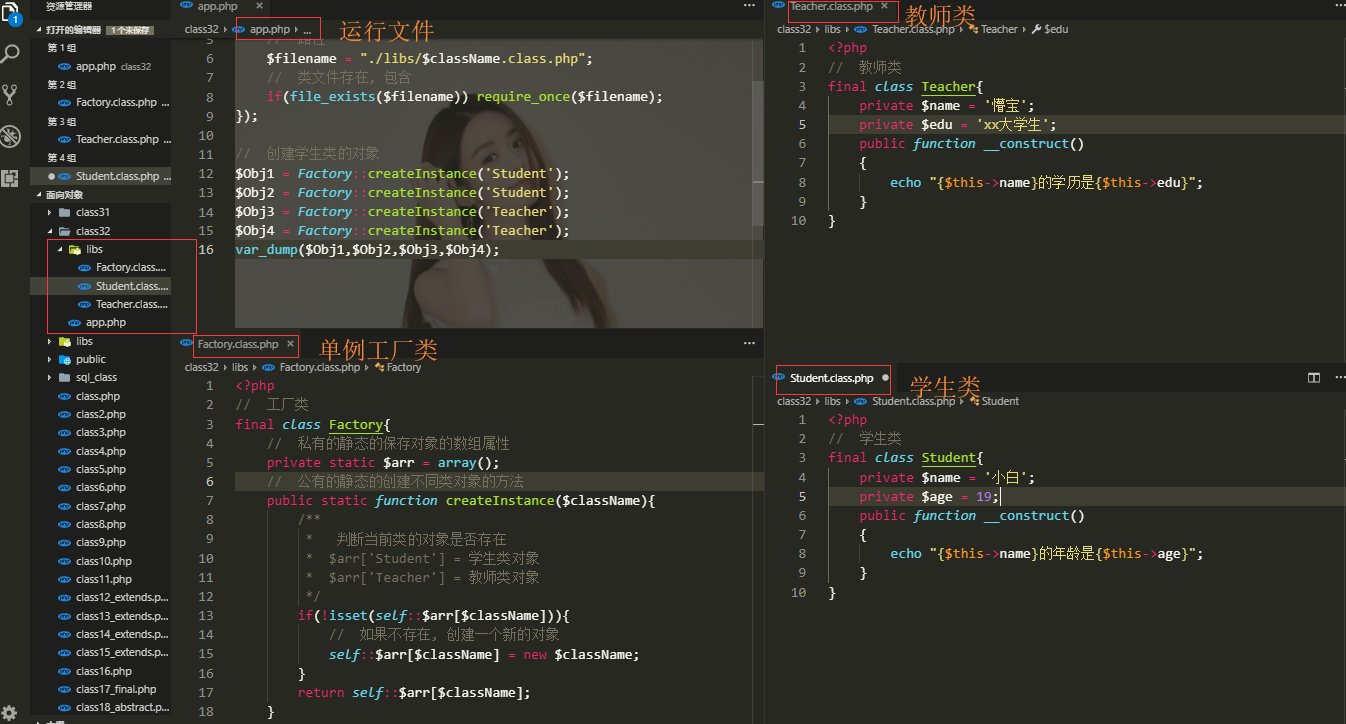 资源管理器
打开的编辑器 1 个未保存
第 1 组
app.php class32
第 2 组
Factory.class.php ...
第 3 组
Teacher.class.php ...
第 4 组
Student.class.php ...
面向对象
class31
class32
libs
Factory.class....
Student.class....
Teacher.class....
app.php
libs
public
sql_class
class.php
class2.php
class3.php
class4.php
class5.php
class6.php
class7.php
class8.php
class9.php
class10.php
class11.php
class12_extends.p...
class13_extends.p...
class14_extends.p...
class15_extends.p...
class16.php
class17_final.php
class18_abstract.p...
app.php ×
class32 › app.php › ...
运行文件
6 $filename = "./libs/$className.class.php";
7 // 类文件存在, 包含
8 if(file_exists($filename)) require_once($filename);
9 });
10
11 // 创建学生类的对象
12 $Obj1 = Factory::createInstance('Student');
13 $Obj2 = Factory::createInstance('Student');
14 $Obj3 = Factory::createInstance('Teacher');
15 $Obj4 = Factory::createInstance('Teacher');
16 var_dump($Obj1,$Obj2,$Obj3,$Obj4);
Factory.class.php ×
单例工厂类
class32 › libs › Factory.class.php › Factory
1 <?php
2 // 工厂类
3 final class Factory{
4 // 私有的静态的保存对象的数组属性
5 private static $arr = array();
6 // 公有的静态的创建不同类对象的方法
7 public static function createInstance($className){
8 /**
9 * 判断当前类的对象是否存在
10 * $arr['Student'] = 学生类对象
11 * $arr['Teacher'] = 教师类对象
12 */
13 if(!isset(self::$arr[$className])){
14 // 如果不存在, 创建一个新的对象
15 self::$arr[$className] = new $className;
16 }
17 return self::$arr[$className];
18 }
Teacher.class.php ×
教师类
class32 › libs › Teacher.class.php › Teacher › $edu
1 <?php
2 // 教师类
3 final class Teacher{
4 private $name = '懵宝';
5 private $edu = 'xx大学生';
6 public function __construct()
7 {
8 echo "{$this->name}的学历是{$this->edu}";
9 }
10 }
Student.class.php ●
学生类
class32 › libs › Student.class.php › Student
1 <?php
2 // 学生类
3 final class Student{
4 private $name = '小白';
5 private $age = 19;
6 public function __construct()
7 {
8 echo "{$this->name}的年龄是{$this->age}";
9 }
10 }